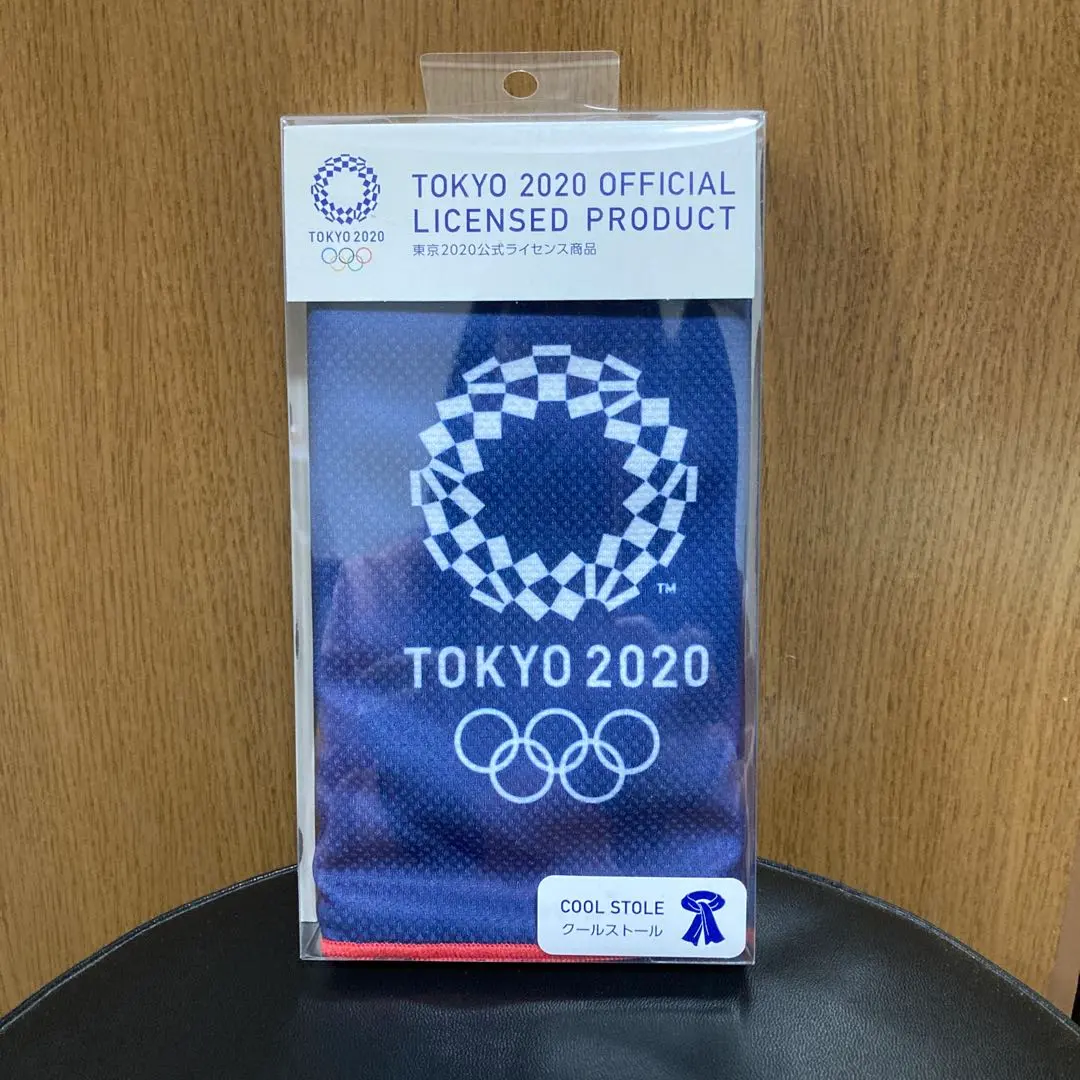 TOKYO 2020 OFFICIAL
LICENSED PRODUCT
東京2020公式ライセンス商品
TOKYO 2020
TM
TOKYO 2020
COOL STOLE
クールストール